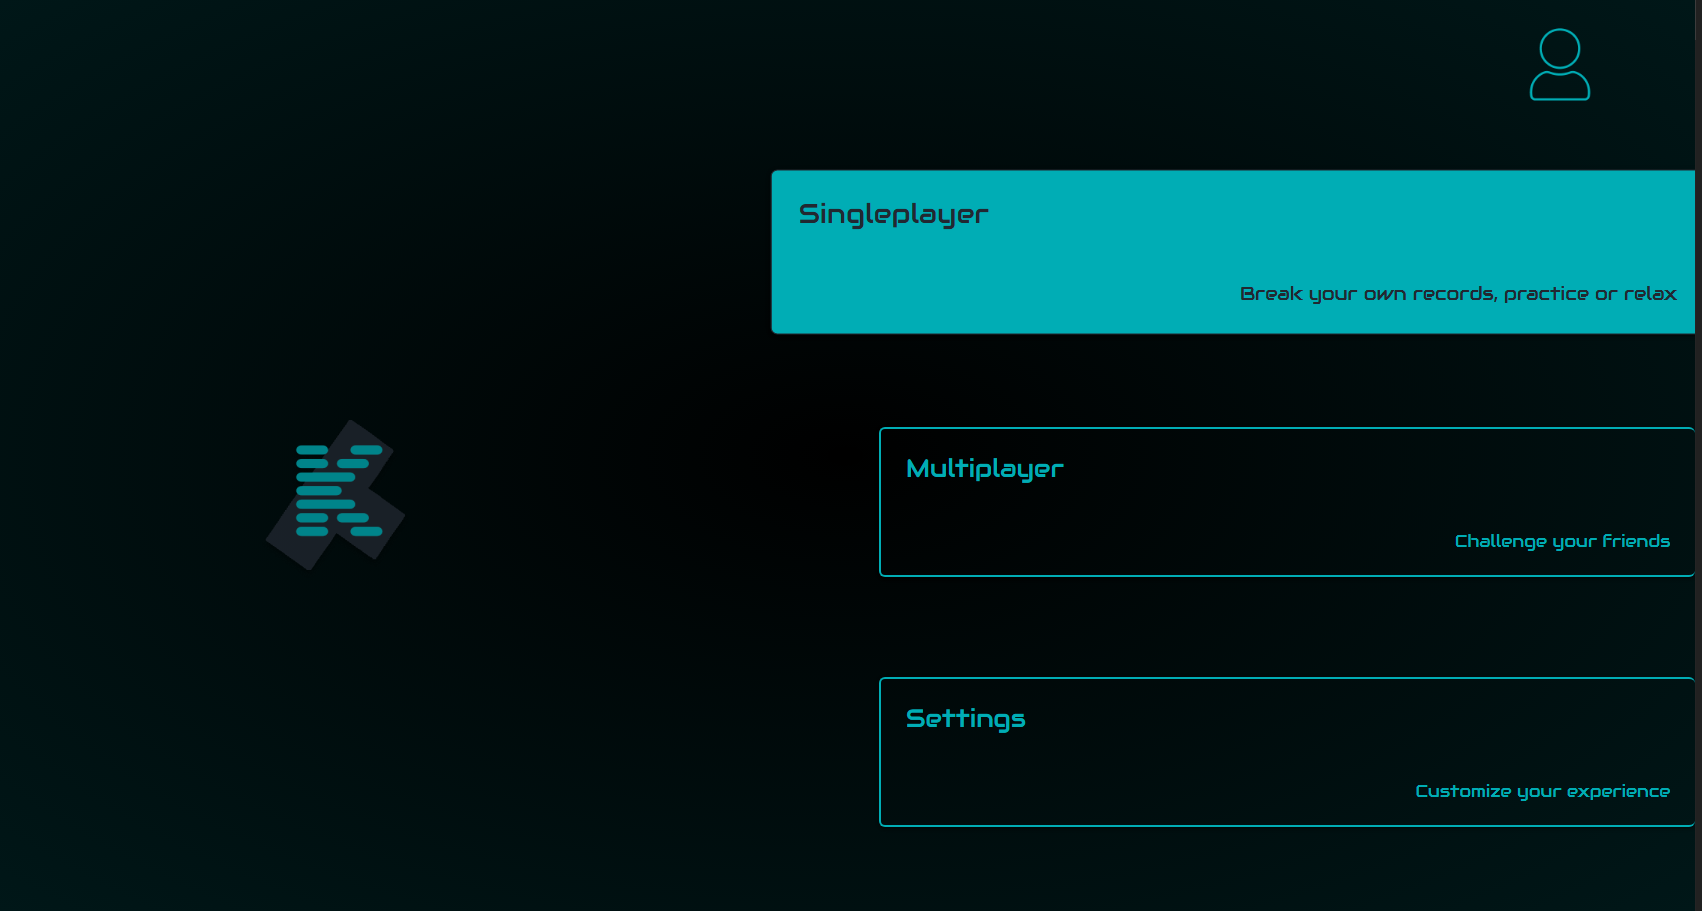 Singleplayer
Break your own records, practice or relax
Multiplayer
Challenge your friends
Settings
Customize your experience